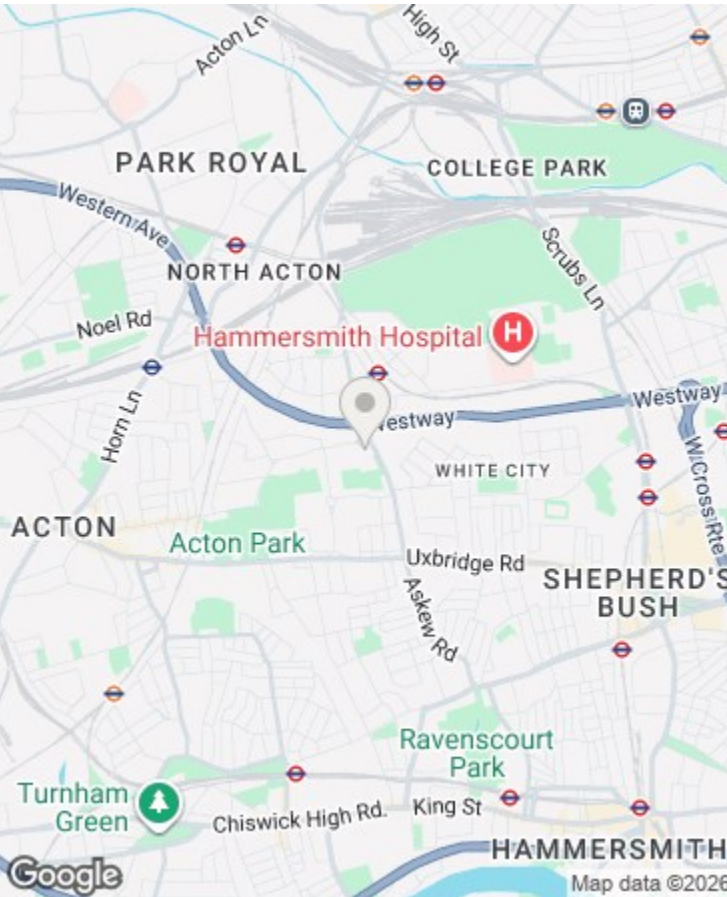 Acton Ln
High St
PARK ROYAL
COLLEGE PARK
Western Ave
Scrubs Ln
NORTH ACTON
Noel Rd
Hammersmith Hospital
H
Horn Ln
Westway
Westway
W Cross Rte
WHITE CITY
ACTON
Acton Park
Uxbridge Rd
SHEPHERD'S
BUSH
Askew Rd
Ravenscourt
Park
Turnham
Green
Chiswick High Rd.
King St
HAMMERSMITH
Google
Map data ©2026